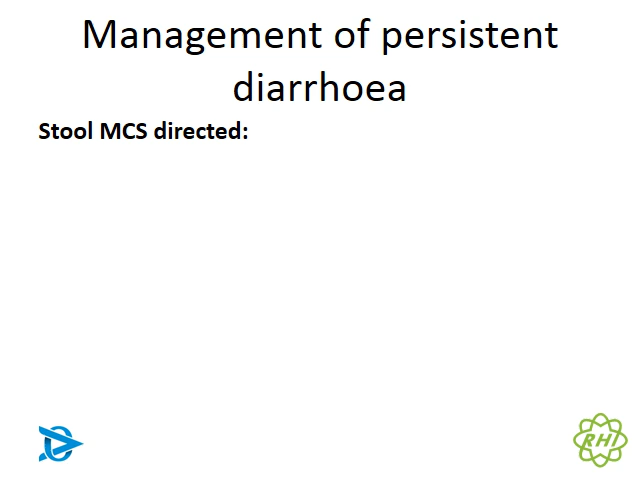 Management of persistent
diarrhoea
Stool MCS directed:
RHI